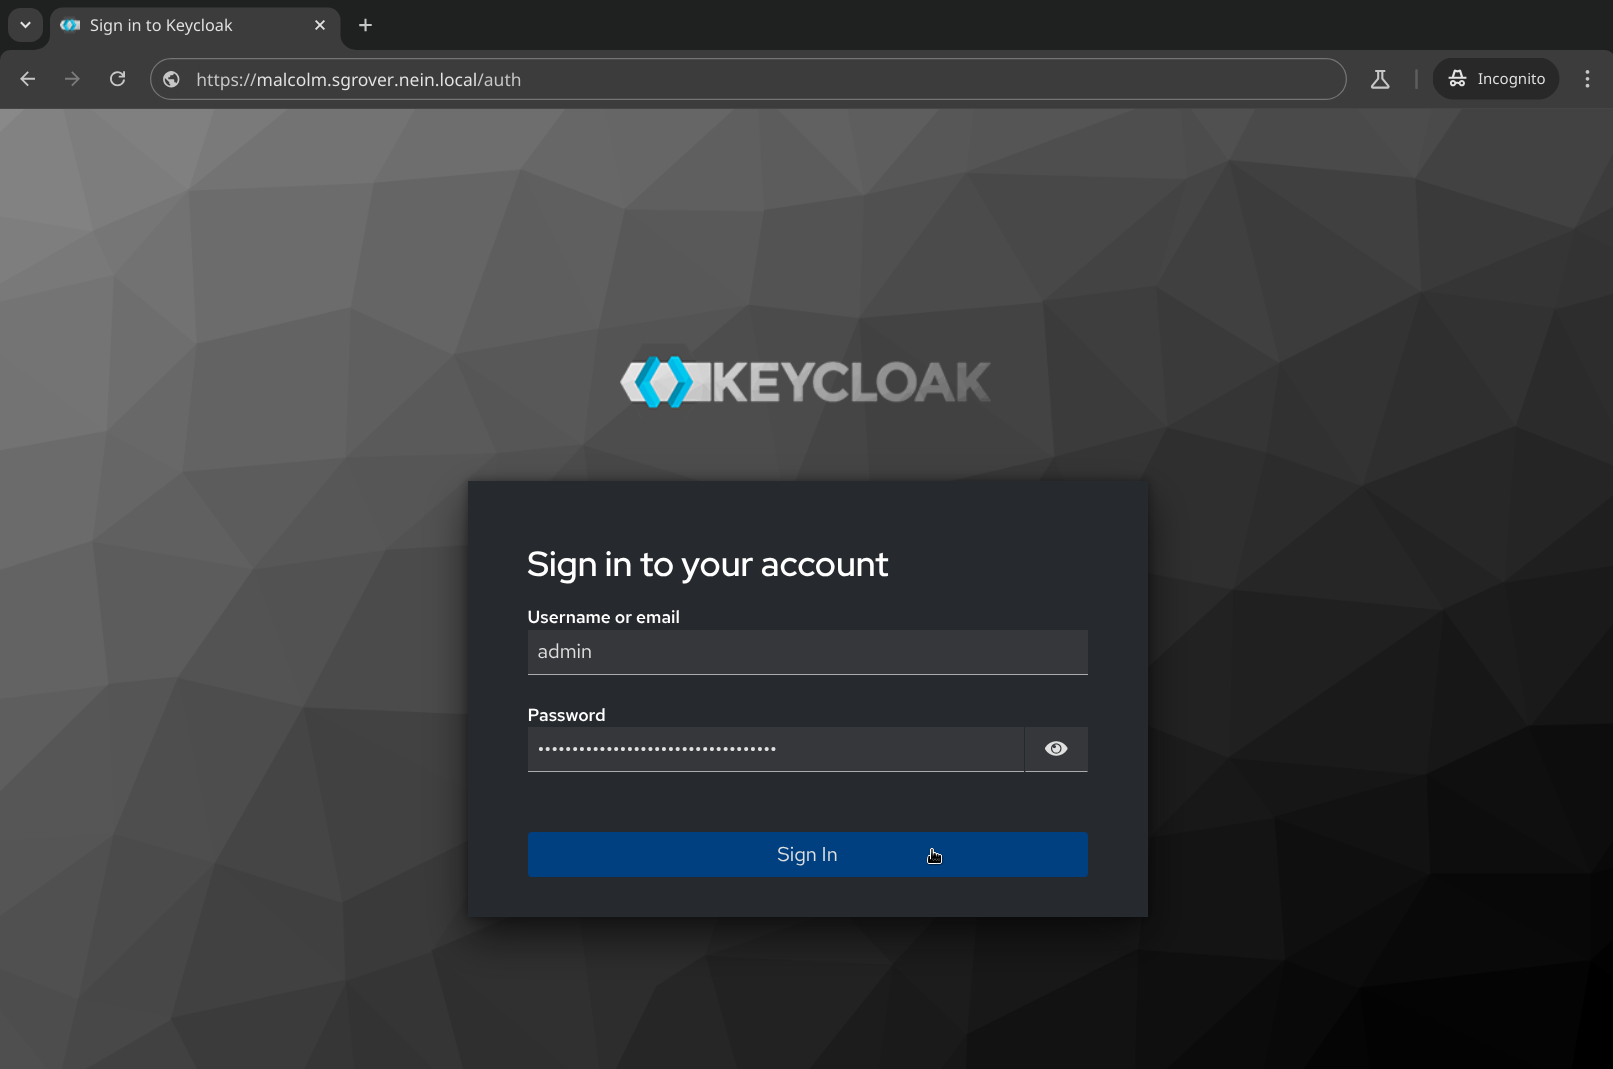 Sign in to Keycloak
https://malcolm.sgrover.nein.local/auth
Incognito
KEYCLOAK
Sign in to your account
Username or email
admin
Password
•••••••••••••••••••••••••••••••••••
Sign In